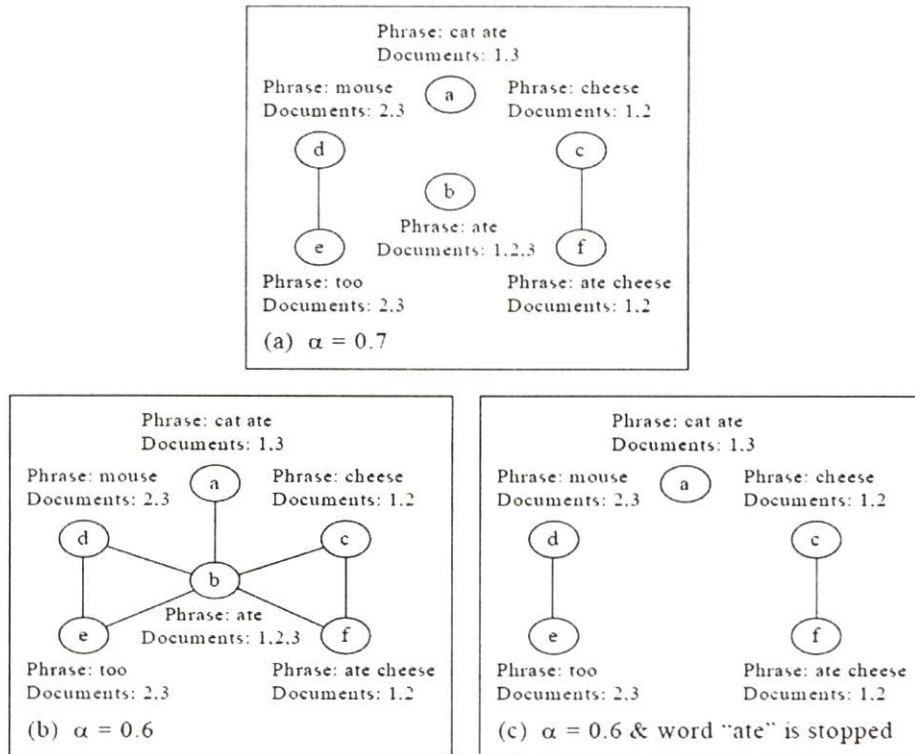 Phrase: cat ate
Documents: 1.3
Phrase: mouse
Documents: 2.3
a
Phrase: cheese
Documents: 1.2
d
c
b
Phrase: ate
Documents: 1.2.3
e
f
Phrase: too
Documents: 2.3
Phrase: ate cheese
Documents: 1.2
(a) α = 0.7
Phrase: cat ate
Documents: 1.3
Phrase: mouse
Documents: 2.3
a
Phrase: cheese
Documents: 1.2
d
c
b
Phrase: ate
Documents: 1.2.3
e
f
Phrase: too
Documents: 2.3
Phrase: ate cheese
Documents: 1.2
(b) α = 0.6
Phrase: cat ate
Documents: 1.3
Phrase: mouse
Documents: 2.3
a
Phrase: cheese
Documents: 1.2
d
c
e
f
Phrase: too
Documents: 2.3
Phrase: ate cheese
Documents: 1.2
(c) α = 0.6 & word "ate" is stopped